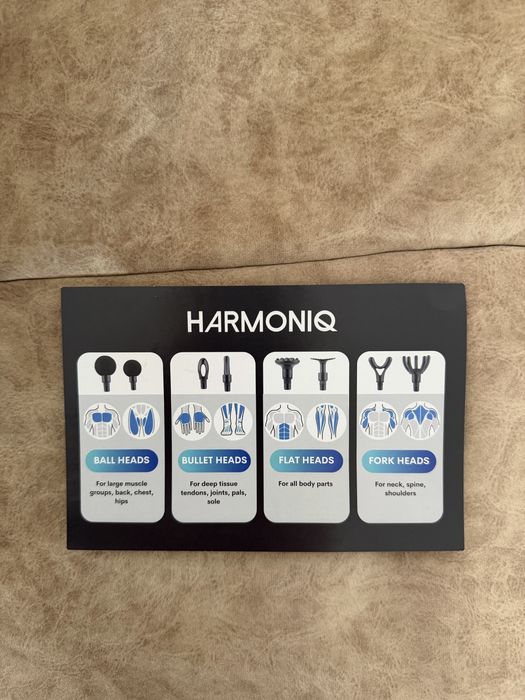 HARMONIQ
BALL HEADS
For large muscle
groups, back, chest,
hips
BULLET HEADS
For deep tissue
tendons, joints, pals,
sole
FLAT HEADS
For all body parts
FORK HEADS
For neck, spine,
shoulders